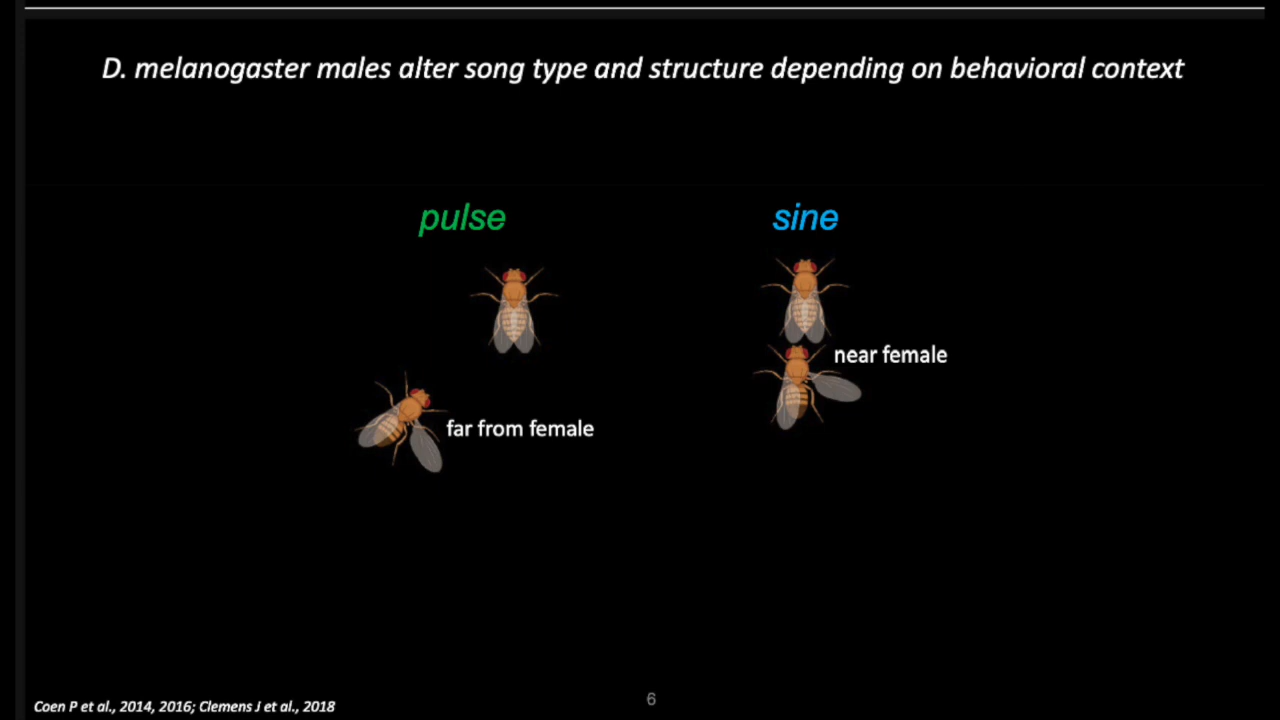 D. melanogaster males alter song type and structure depending on behavioral context
pulse
sine
near female
far from female
Coen P et al., 2014, 2016; Clemens J et al., 2018
6